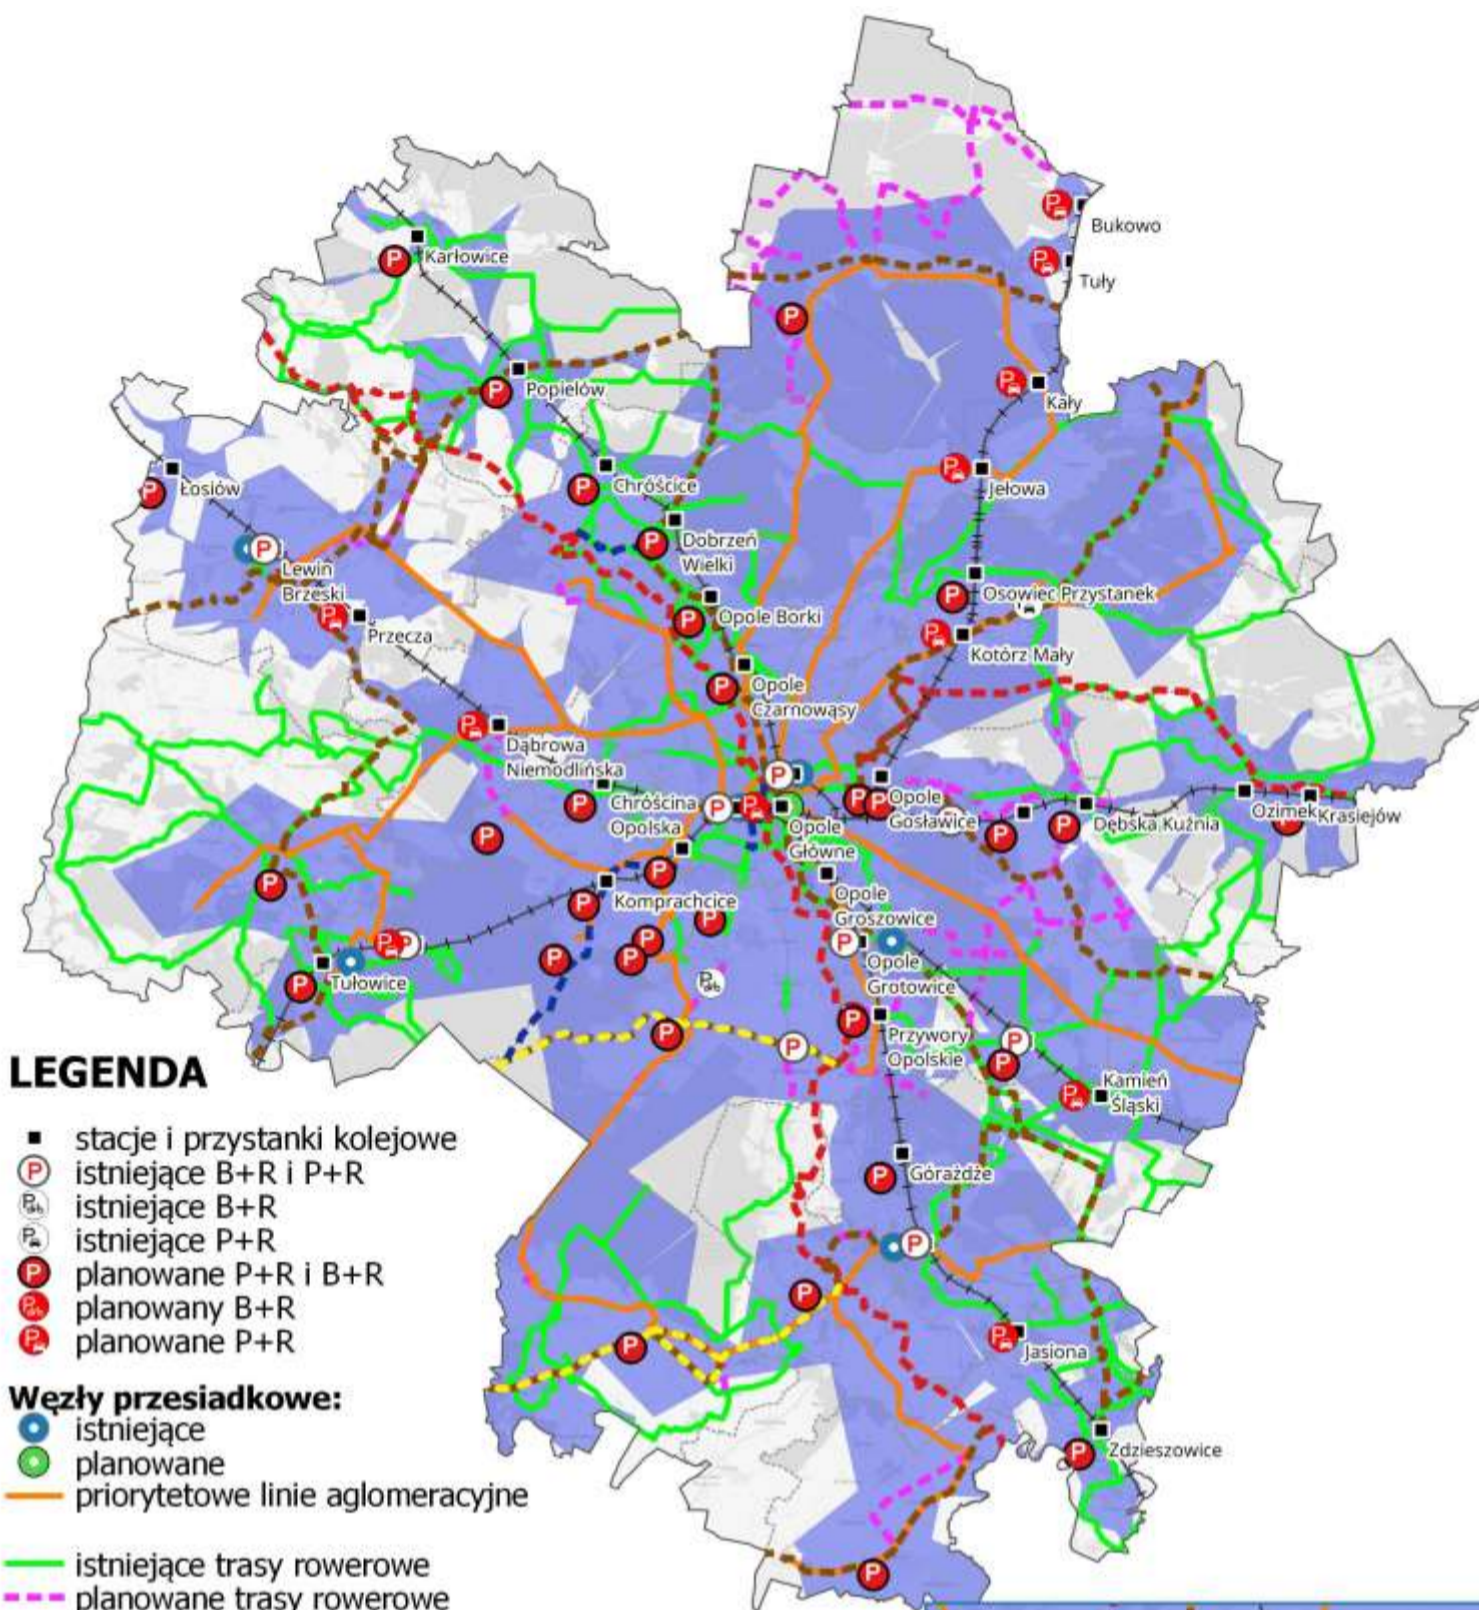 Bukowo
Tuły
Karłowice
Popielów
Kały
Łosiów
Chróścice
Jełowa
Dobrzeń
Wielki
Lewin
Brzeski
Osowiec Przystanek
Opole Borki
Przecza
Kotórz Mały
Opole
Czarnowąsy
Dąbrowa
Niemodlińska
Chróścina
Opolska
Opole
Gosławice
Dębska Kuźnia
Ozimek
Krasiejów
Opole
Główne
Komprachcice
Opole
Groszowice
Opole
Grotowice
Tułowice
Przywory
Opolskie
Kamień
Śląski
Górażdże
Jasiona
Zdzieszowice
LEGENDA
stacje i przystanki kolejowe
P istniejące B+R i P+R
P istniejące B+R
P istniejące P+R
P planowane P+R i B+R
P planowany B+R
P planowane P+R
Węzły przesiadkowe:
istniejące
planowane
priorytetowe linie aglomeracyjne
istniejące trasy rowerowe
planowane trasy rowerowe